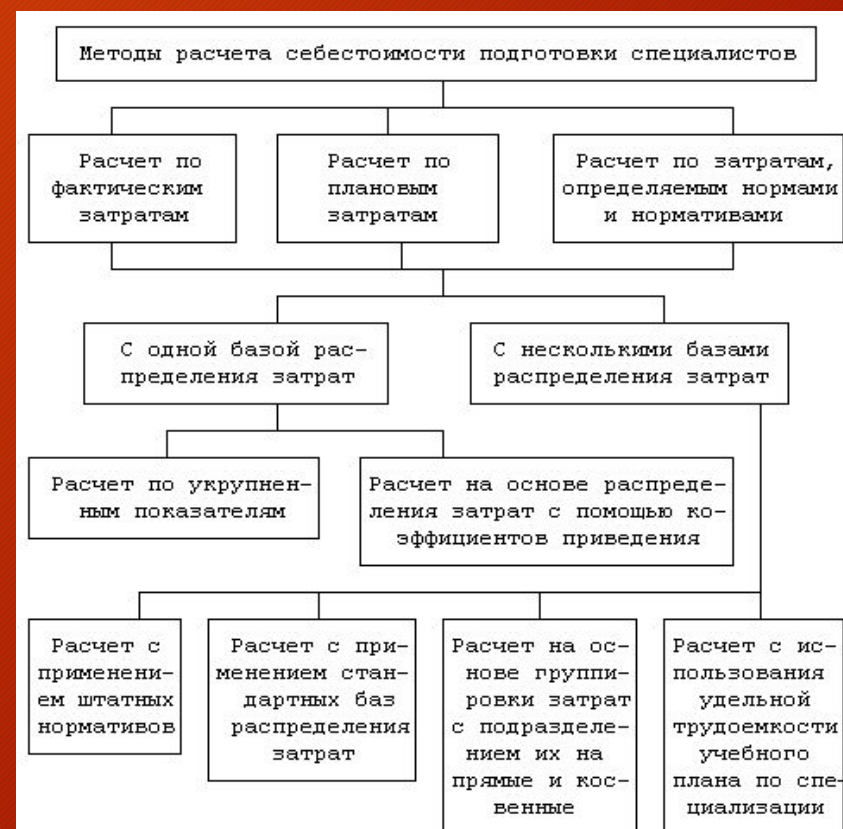 Методы расчета себестоимости подготовки специалистов
Расчет по
фактическим
затратам
Расчет по
плановым
затратам
Расчет по затратам,
определяемым нормами
и нормативами
С одной базой рас-
пределения затрат
С несколькими базами
распределения затрат
Расчет по укрупнен-
ным показателям
Расчет на основе распреде-
ления затрат с помощью ко-
эффициентов приведения
Расчет с
применени-
ем штатных
нормативов
Расчет с при-
менением стан-
дартных баз
распределения
затрат
Расчет на ос-
нове группи-
ровки затрат
с подразделе-
нием их на
прямые и кос-
венные
Расчет с ис-
пользования
удельной
трудоемкости
учебного
плана по спе-
циализации